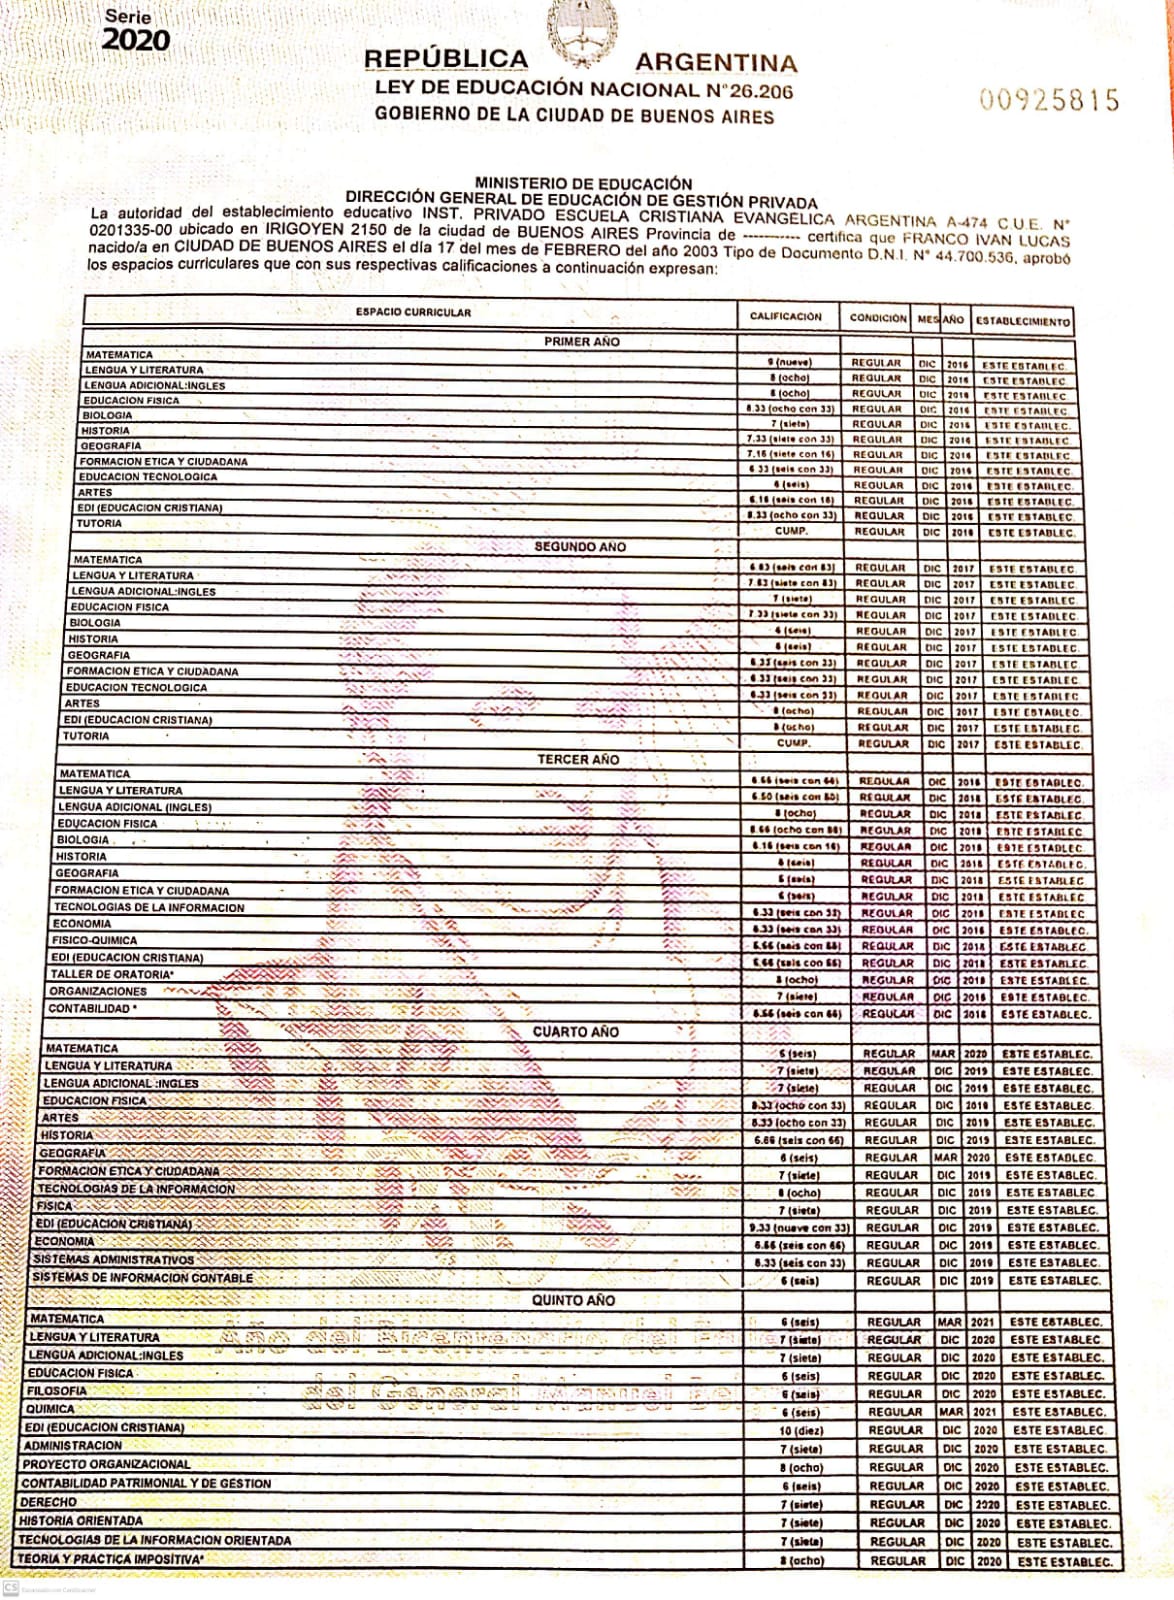 Serie
2020
REPÚBLICA ARGENTINA
LEY DE EDUCACIÓN NACIONAL N°26.206
GOBIERNO DE LA CIUDAD DE BUENOS AIRES
00925815
MINISTERIO DE EDUCACIÓN
DIRECCIÓN GENERAL DE EDUCACIÓN DE GESTIÓN PRIVADA
La autoridad del establecimiento educativo INST. PRIVADO ESCUELA CRISTIANA EVANGÉLICA ARGENTINA A-474 C.U.E. N°
0201335-00 ubicado en IRIGOYEN 2150 de la ciudad de BUENOS AIRES Provincia de ---------- certifica que FRANCO IVAN LUCAS
nacido/a en CIUDAD DE BUENOS AIRES el día 17 del mes de FEBRERO del año 2003 Tipo de Documento D.N.I. N° 44.700.536, aprobó
los espacios curriculares que con sus respectivas calificaciones a continuación expresan:
ESPACIO CURRICULAR CALIFICACIÓN CONDICIÓN MES AÑO ESTABLECIMIENTO
PRIMER AÑO
MATEMATICA 9 (nueve) REGULAR DIC 2016 ESTE ESTABLEC.
LENGUA Y LITERATURA 8 (ocho) REGULAR DIC 2016 ESTE ESTABLEC.
LENGUA ADICIONAL:INGLES 8 (ocho) REGULAR DIC 2016 ESTE ESTABLEC.
EDUCACION FISICA 8.33 (ocho con 33) REGULAR DIC 2016 ESTE ESTABLEC.
BIOLOGIA 7 (siete) REGULAR DIC 2016 ESTE ESTABLEC.
HISTORIA 7.33 (siete con 33) REGULAR DIC 2016 ESTE ESTABLEC.
GEOGRAFIA 7.16 (siete con 16) REGULAR DIC 2016 ESTE ESTABLEC.
FORMACION ETICA Y CIUDADANA 6.33 (seis con 33) REGULAR DIC 2016 ESTE ESTABLEC.
EDUCACION TECNOLOGICA 6 (seis) REGULAR DIC 2016 ESTE ESTABLEC.
ARTES 6.16 (seis con 16) REGULAR DIC 2016 ESTE ESTABLEC.
EDI (EDUCACION CRISTIANA) 8.33 (ocho con 33) REGULAR DIC 2016 ESTE ESTABLEC.
TUTORIA CUMP. REGULAR DIC 2016 ESTE ESTABLEC.
SEGUNDO AÑO
MATEMATICA 6.83 (seis con 83) REGULAR DIC 2017 ESTE ESTABLEC.
LENGUA Y LITERATURA 7.83 (siete con 83) REGULAR DIC 2017 ESTE ESTABLEC.
LENGUA ADICIONAL:INGLES 7 (siete) REGULAR DIC 2017 ESTE ESTABLEC.
EDUCACION FISICA 7.33 (siete con 33) REGULAR DIC 2017 ESTE ESTABLEC.
BIOLOGIA 6 (seis) REGULAR DIC 2017 ESTE ESTABLEC.
HISTORIA 6 (seis) REGULAR DIC 2017 ESTE ESTABLEC.
GEOGRAFIA 6.33 (seis con 33) REGULAR DIC 2017 ESTE ESTABLEC.
FORMACION ETICA Y CIUDADANA 6.33 (seis con 33) REGULAR DIC 2017 ESTE ESTABLEC.
EDUCACION TECNOLOGICA 6.33 (seis con 33) REGULAR DIC 2017 ESTE ESTABLEC
ARTES 8 (ocho) REGULAR DIC 2017 ESTE ESTABLEC.
EDI (EDUCACION CRISTIANA) 8 (ocho) REGULAR DIC 2017 ESTE ESTABLEC.
TUTORIA CUMP. REGULAR DIC 2017 ESTE ESTABLEC.
TERCER AÑO
MATEMATICA 6.66 (seis con 66) REGULAR DIC 2018 ESTE ESTABLEC.
LENGUA Y LITERATURA 6.50 (seis con 50) REGULAR DIC 2018 ESTE ESTABLEC.
LENGUA ADICIONAL (INGLES) 8 (ocho) REGULAR DIC 2018 ESTE ESTABLEC.
EDUCACION FISICA 8.66 (ocho con 66) REGULAR DIC 2018 ESTE ESTABLEC.
BIOLOGIA 6.16 (seis con 16) REGULAR DIC 2018 ESTE ESTABLEC.
HISTORIA 6 (seis) REGULAR DIC 2018 ESTE ESTABLEC.
GEOGRAFIA 6 (seis) REGULAR DIC 2018 ESTE ESTABLEC.
FORMACION ETICA Y CIUDADANA 6 (seis) REGULAR DIC 2018 ESTE ESTABLEC
TECNOLOGIAS DE LA INFORMACION 6.33 (seis con 33) REGULAR DIC 2018 ESTE ESTABLEC
ECONOMIA 6.33 (seis con 33) REGULAR DIC 2018 ESTE ESTABLEC.
FISICO-QUIMICA 6.66 (seis con 66) REGULAR DIC 2018 ESTE ESTABLEC.
EDI (EDUCACION CRISTIANA) 6.66 (seis con 66) REGULAR DIC 2018 ESTE ESTABLEC.
TALLER DE ORATORIA* 8 (ocho) REGULAR DIC 2018 ESTE ESTABLEC.
ORGANIZACIONES 7 (siete) REGULAR DIC 2018 ESTE ESTABLEC.
CONTABILIDAD * 6.66 (seis con 66) REGULAR DIC 2018 ESTE ESTABLEC.
CUARTO AÑO
MATEMATICA 6 (seis) REGULAR MAR 2020 ESTE ESTABLEC.
LENGUA Y LITERATURA 7 (siete) REGULAR DIC 2019 ESTE ESTABLEC.
LENGUA ADICIONAL :INGLES 7 (siete) REGULAR DIC 2019 ESTE ESTABLEC.
EDUCACION FISICA 8.33 (ocho con 33) REGULAR DIC 2019 ESTE ESTABLEC.
ARTES 8.33 (ocho con 33) REGULAR DIC 2019 ESTE ESTABLEC.
HISTORIA 6.66 (seis con 66) REGULAR DIC 2019 ESTE ESTABLEC.
GEOGRAFIA 6 (seis) REGULAR MAR 2020 ESTE ESTABLEC.
FORMACION ETICA Y CIUDADANA 7 (siete) REGULAR DIC 2019 ESTE ESTABLEC.
TECNOLOGIAS DE LA INFORMACION 8 (ocho) REGULAR DIC 2019 ESTE ESTABLEC.
FISICA 7 (siete) REGULAR DIC 2019 ESTE ESTABLEC.
EDI (EDUCACION CRISTIANA) 9.33 (nueve con 33) REGULAR DIC 2019 ESTE ESTABLEC.
ECONOMIA 6.66 (seis con 66) REGULAR DIC 2019 ESTE ESTABLEC.
SISTEMAS ADMINISTRATIVOS 6.33 (seis con 33) REGULAR DIC 2019 ESTE ESTABLEC.
SISTEMAS DE INFORMACION CONTABLE 6 (seis) REGULAR DIC 2019 ESTE ESTABLEC.
QUINTO AÑO
MATEMATICA 6 (seis) REGULAR MAR 2021 ESTE ESTABLEC.
LENGUA Y LITERATURA 7 (siete) REGULAR DIC 2020 ESTE ESTABLEC.
LENGUA ADICIONAL:INGLES 7 (siete) REGULAR DIC 2020 ESTE ESTABLEC.
EDUCACION FISICA 6 (seis) REGULAR DIC 2020 ESTE ESTABLEC.
FILOSOFIA 6 (seis) REGULAR DIC 2020 ESTE ESTABLEC.
QUIMICA 6 (seis) REGULAR MAR 2021 ESTE ESTABLEC.
EDI (EDUCACION CRISTIANA) 10 (diez) REGULAR DIC 2020 ESTE ESTABLEC.
ADMINISTRACION 7 (siete) REGULAR DIC 2020 ESTE ESTABLEC.
PROYECTO ORGANIZACIONAL 8 (ocho) REGULAR DIC 2020 ESTE ESTABLEC.
CONTABILIDAD PATRIMONIAL Y DE GESTION 6 (seis) REGULAR DIC 2020 ESTE ESTABLEC.
DERECHO 7 (siete) REGULAR DIC 2020 ESTE ESTABLEC.
HISTORIA ORIENTADA 7 (siete) REGULAR DIC 2020 ESTE ESTABLEC.
TECNOLOGIAS DE LA INFORMACION ORIENTADA 7 (siete) REGULAR DIC 2020 ESTE ESTABLEC.
TEORIA Y PRACTICA IMPOSITIVA* 8 (ocho) REGULAR DIC 2020 ESTE ESTABLEC.
CS